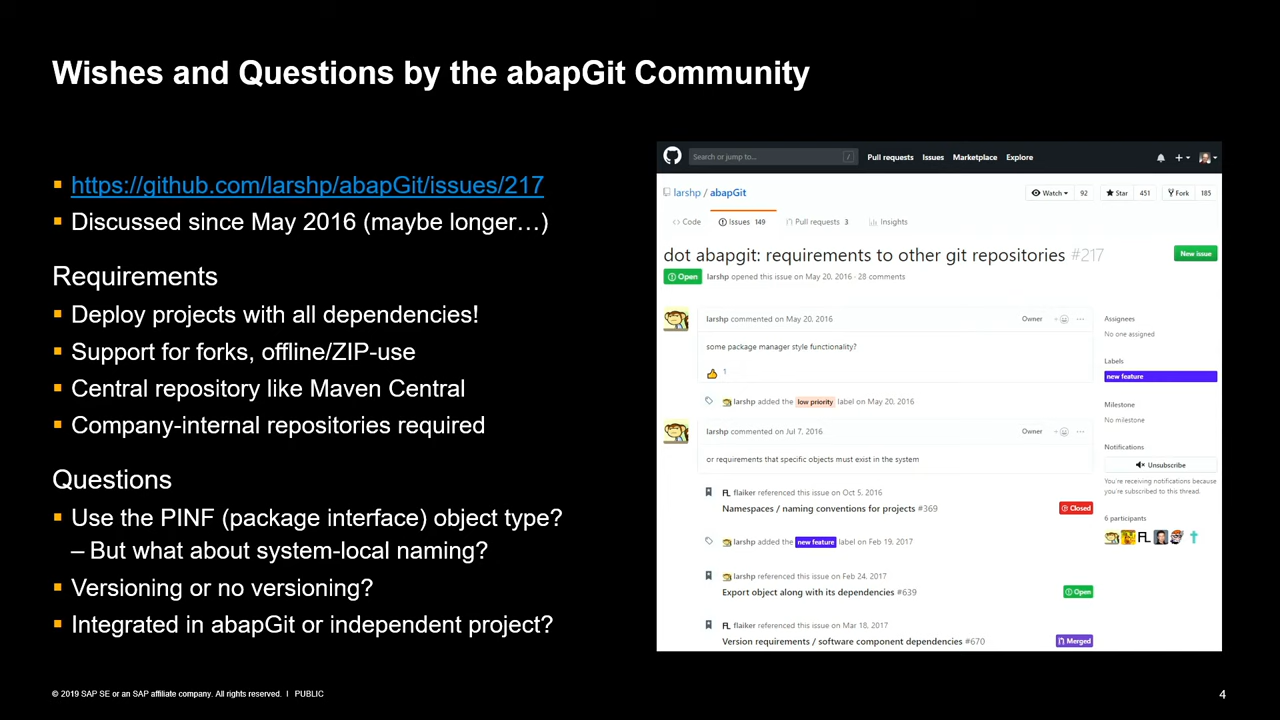 Wishes and Questions by the abapGit Community
▪ https://github.com/larshp/abapGit/issues/217
▪ Discussed since May 2016 (maybe longer…)
Requirements
▪ Deploy projects with all dependencies!
▪ Support for forks, offline/ZIP-use
▪ Central repository like Maven Central
▪ Company-internal repositories required
Questions
▪ Use the PINF (package interface) object type?
– But what about system-local naming?
▪ Versioning or no versioning?
▪ Integrated in abapGit or independent project?
Search or jump to... / Pull requests Issues Marketplace Explore
larshp / abapGit Watch 92 Star 451 Fork 185
Code Issues 149 Pull requests 3 Insights
dot abapgit: requirements to other git repositories #217 New issue
Open larshp opened this issue on May 20, 2016 · 28 comments
larshp commented on May 20, 2016 Owner
some package manager style functionality?
1
larshp added the low priority label on May 20, 2016
larshp commented on Jul 7, 2016 Owner
or requirements that specific objects must exist in the system
flaiker referenced this issue on Oct 5, 2016
Namespaces / naming conventions for projects #369 Closed
larshp added the new feature label on Feb 19, 2017
larshp referenced this issue on Feb 24, 2017
Export object along with its dependencies #639 Open
flaiker referenced this issue on Mar 18, 2017
Version requirements / software component dependencies #670 Merged
Assignees
No one assigned
Labels
new feature
Milestone
No milestone
Notifications
Unsubscribe
You're receiving notifications because
you're subscribed to this thread.
6 participants
© 2019 SAP SE or an SAP affiliate company. All rights reserved. I PUBLIC
4